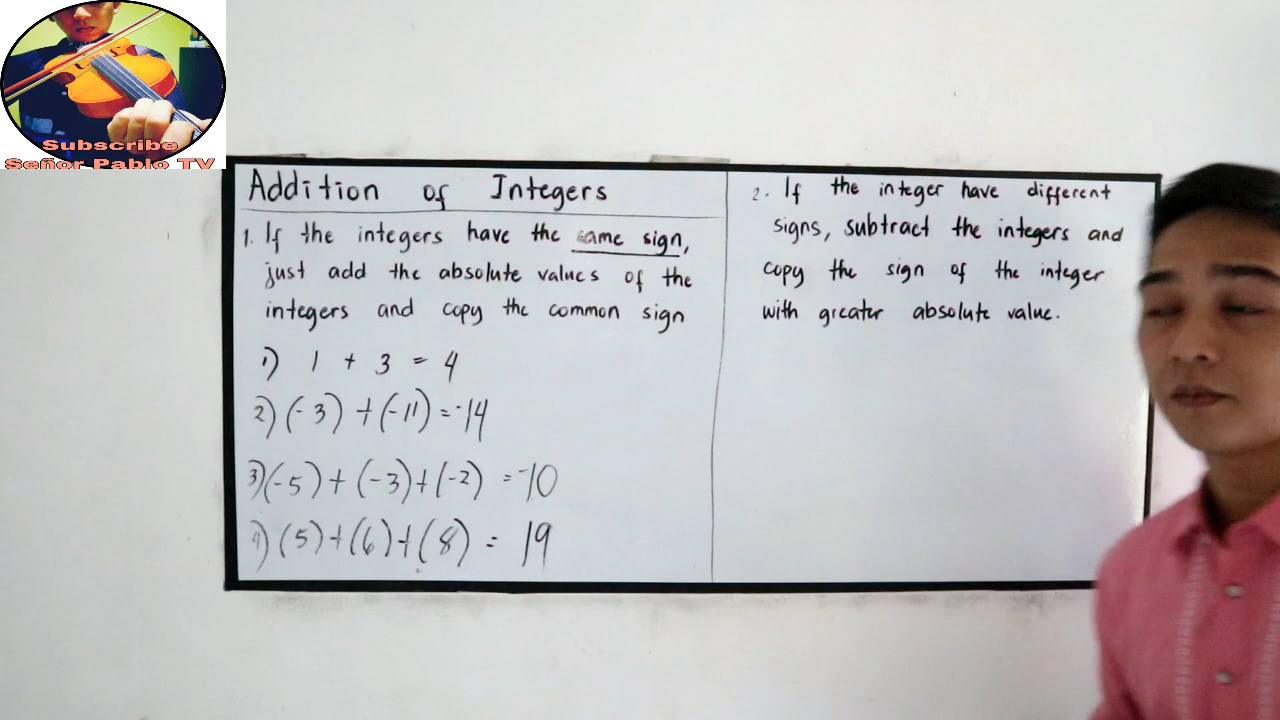 Subscribe
Señor Pablo TV
Addition of Integers
1. If the integers have the same sign,
just add the absolute values of the
integers and copy the common sign
1) 1 + 3 = 4
2) (-3) + (-11) = -14
3) (-5) + (-3) + (-2) = -10
4) (5) + (6) + (8) = 19
2. If the integer have different
signs, subtract the integers and
copy the sign of the integer
with greater absolute value.